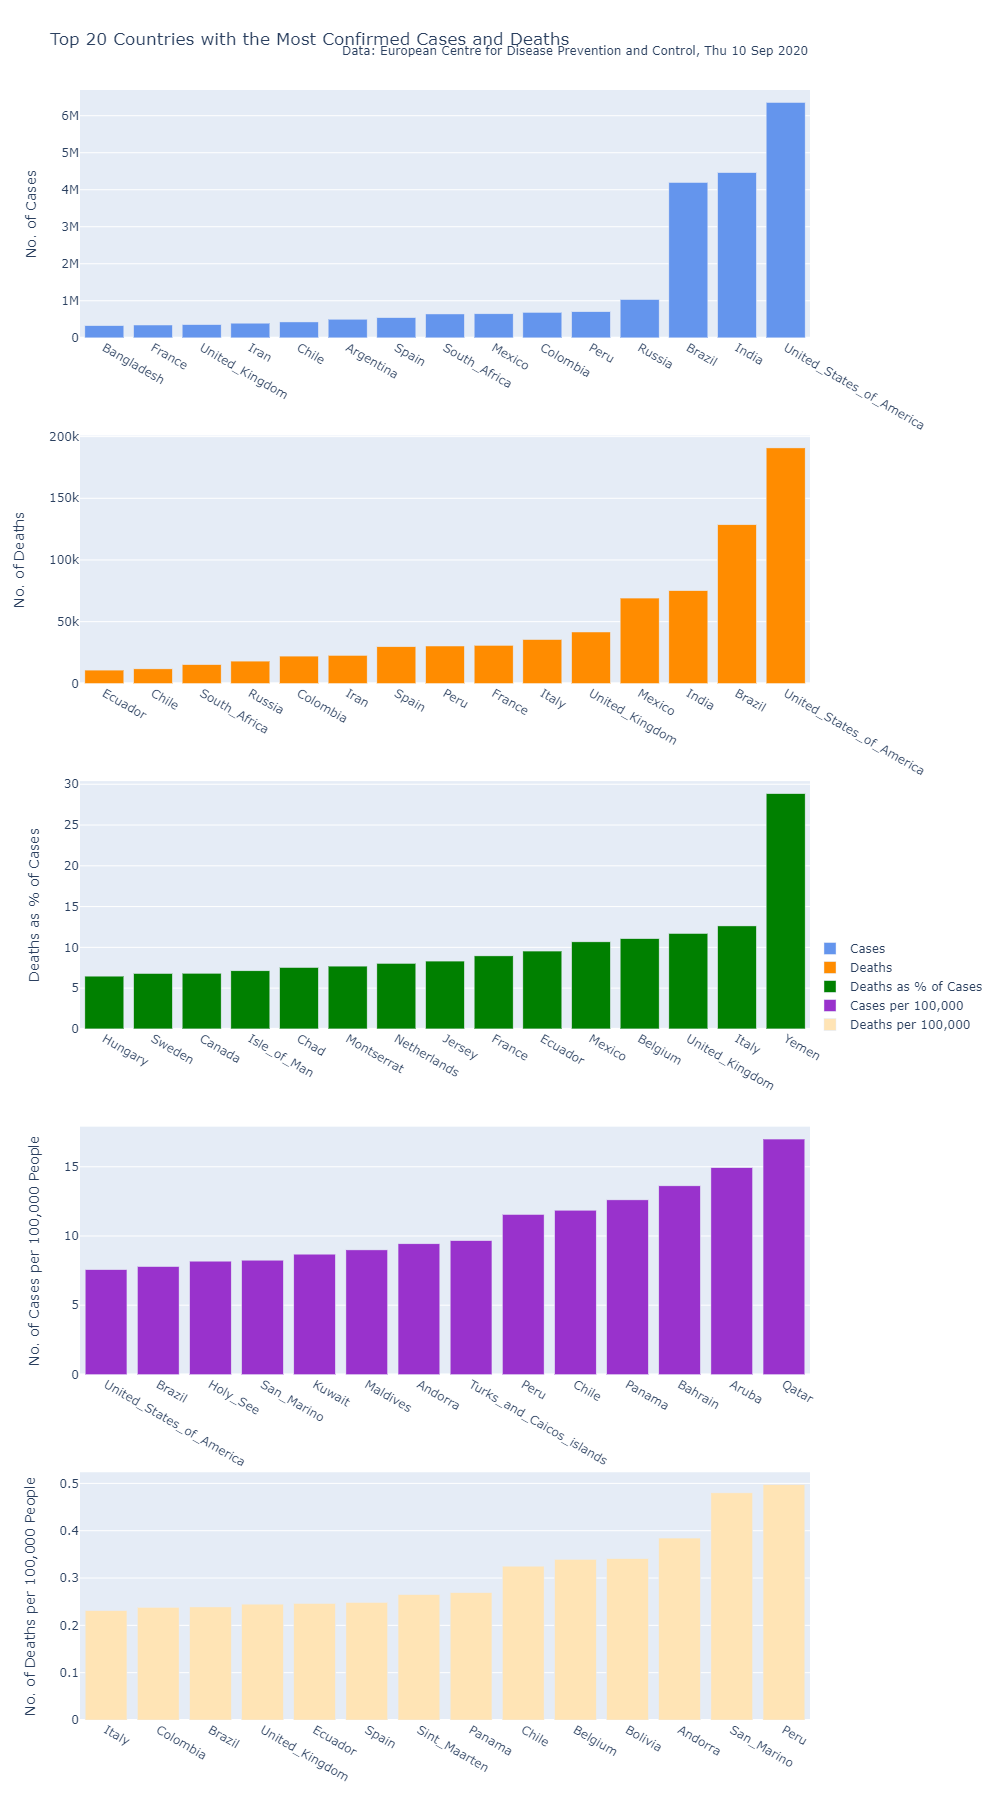 Top 20 Countries with the Most Confirmed Cases and Deaths
Data: European Centre for Disease Prevention and Control, Thu 10 Sep 2020
No. of Cases
6M
5M
4M
3M
2M
1M
0
Bangladesh
France
United_Kingdom
Iran
Chile
Argentina
Spain
South_Africa
Mexico
Colombia
Peru
Russia
Brazil
India
United_States_of_America
No. of Deaths
200k
150k
100k
50k
0
Ecuador
Chile
South_Africa
Russia
Colombia
Iran
Spain
Peru
France
Italy
United_Kingdom
Mexico
India
Brazil
United_States_of_America
Deaths as % of Cases
30
25
20
15
10
5
0
Hungary
Sweden
Canada
Isle_of_Man
Chad
Montserrat
Netherlands
Jersey
France
Ecuador
Mexico
Belgium
United_Kingdom
Italy
Yemen
Cases
Deaths
Deaths as % of Cases
Cases per 100,000
Deaths per 100,000
No. of Cases per 100,000 People
15
10
5
0
United_States_of_America
Brazil
Holy_See
San_Marino
Kuwait
Maldives
Andorra
Turks_and_Caicos_islands
Peru
Chile
Panama
Bahrain
Aruba
Qatar
No. of Deaths per 100,000 People
0.5
0.4
0.3
0.2
0.1
0
Italy
Colombia
Brazil
United_Kingdom
Ecuador
Spain
Sint_Maarten
Panama
Chile
Belgium
Bolivia
Andorra
San_Marino
Peru